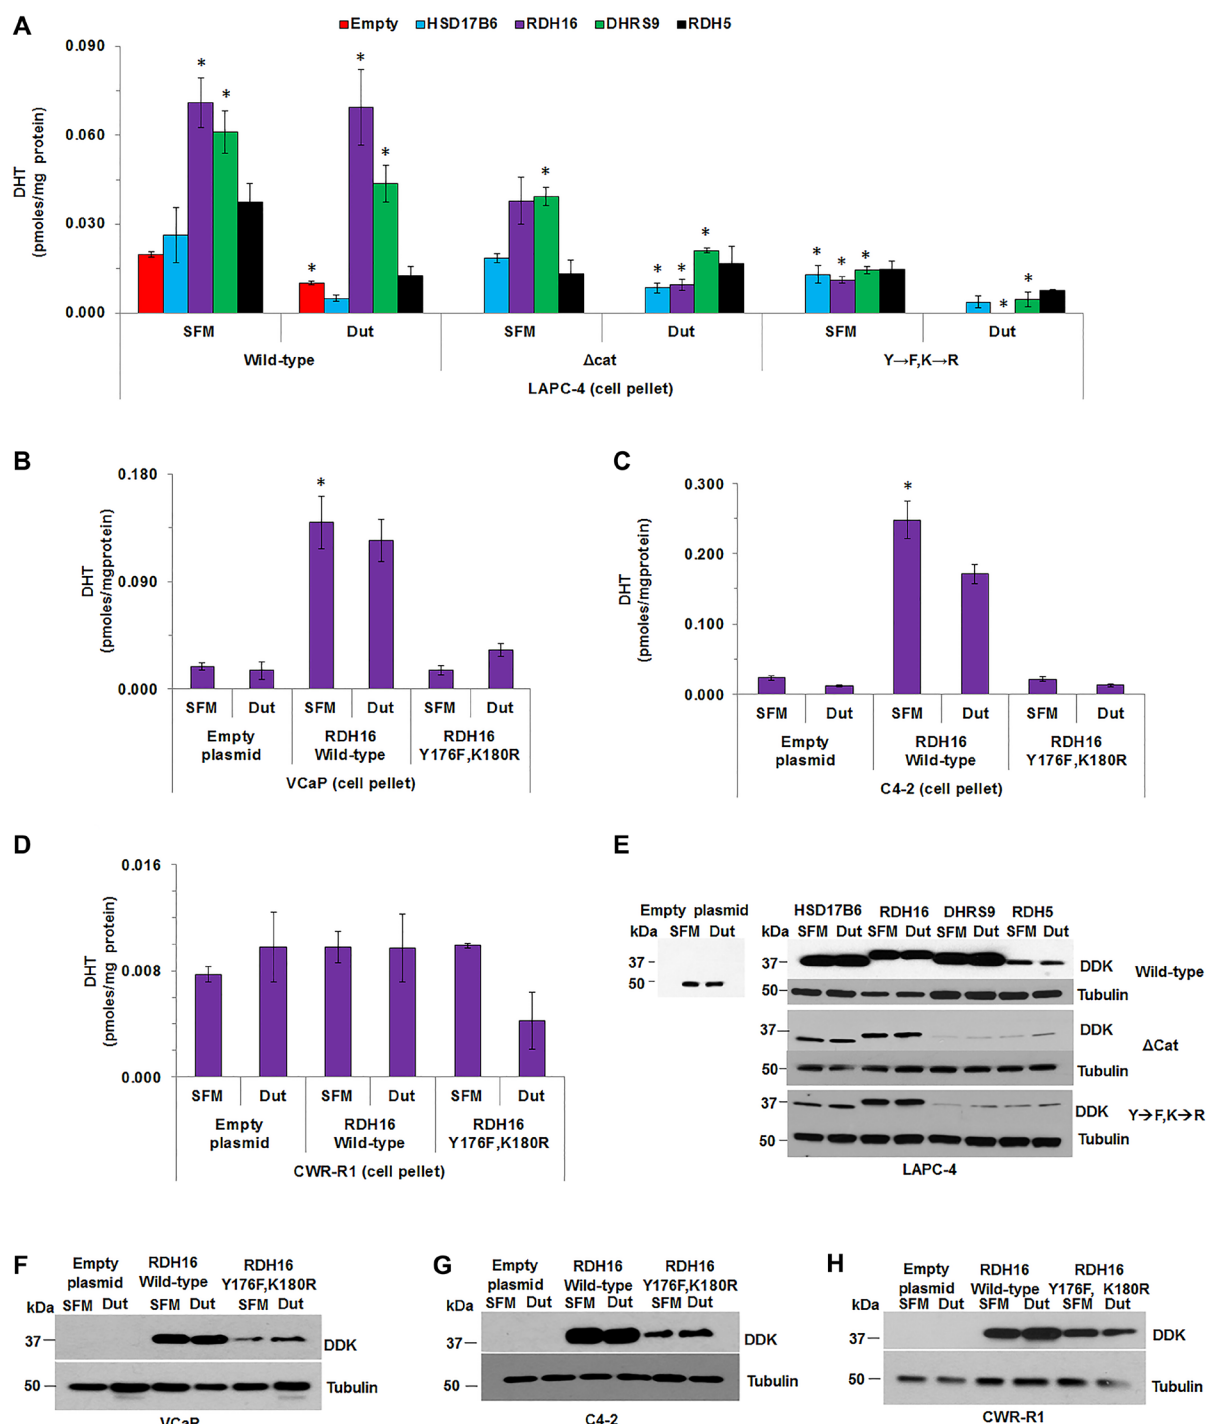 A
Empty HSD17B6 RDH16 DHRS9 RDH5
DHT
(pmoles/mg protein)
0.090
0.060
0.030
0.000
* * * * * * * * * * * * * *
SFM Dut SFM Dut SFM Dut
Wild-type Δcat Y→F,K→R
LAPC-4 (cell pellet)
B
DHT
(pmoles/mgprotein)
0.180
0.090
0.000
*
SFM Dut SFM Dut SFM Dut
Empty plasmid RDH16 Wild-type RDH16 Y176F,K180R
VCaP (cell pellet)
C
DHT
(pmoles/mgprotein)
0.300
0.200
0.100
0.000
*
SFM Dut SFM Dut SFM Dut
Empty plasmid RDH16 Wild-type RDH16 Y176F,K180R
C4-2 (cell pellet)
D
DHT
(pmoles/mg protein)
0.016
0.008
0.000
SFM Dut SFM Dut SFM Dut
Empty plasmid RDH16 Wild-type RDH16 Y176F,K180R
CWR-R1 (cell pellet)
E
Empty plasmid
kDa SFM Dut
37
50
HSD17B6 RDH16 DHRS9 RDH5
kDa SFM Dut SFM Dut SFM Dut SFM Dut
37 DDK
Wild-type
50 Tubulin
37 DDK
ΔCat
50 Tubulin
37 DDK
Y→F,K→R
50 Tubulin
LAPC-4
F
Empty plasmid RDH16 Wild-type RDH16 Y176F,K180R
kDa SFM Dut SFM Dut SFM Dut
37 DDK
50 Tubulin
VCaP
G
Empty plasmid RDH16 Wild-type RDH16 Y176F,K180R
kDa SFM Dut SFM Dut SFM Dut
37 DDK
50 Tubulin
C4-2
H
Empty plasmid RDH16 Wild-type RDH16 Y176F, K180R
kDa SFM Dut SFM Dut SFM Dut
37 DDK
50 Tubulin
CWR-R1